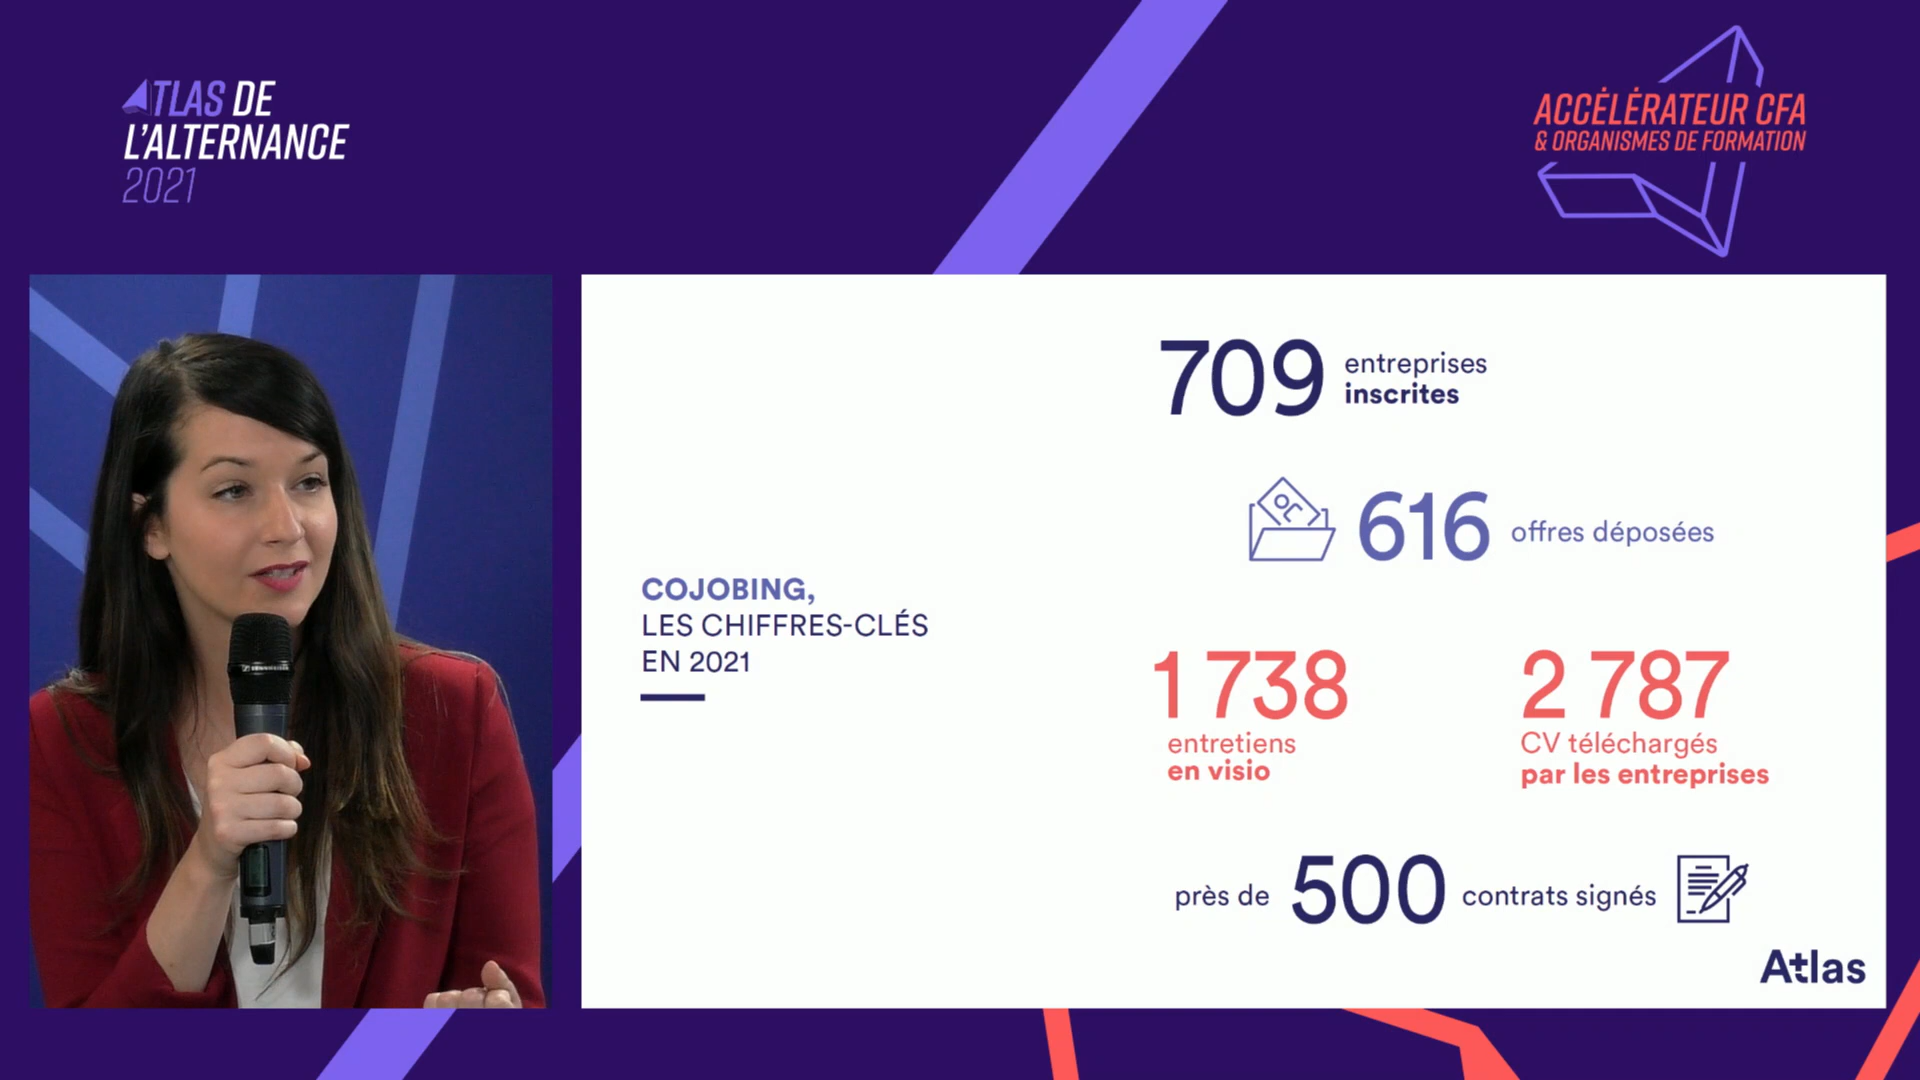 ATLAS DE
L'ALTERNANCE
2021
ACCÉLÉRATEUR CFA
& ORGANISMES DE FORMATION
COJOBING,
LES CHIFFRES-CLÉS
EN 2021
709 entreprises
inscrites
616 offres déposées
1 738
entretiens
en visio
2 787
CV téléchargés
par les entreprises
près de 500 contrats signés
Atlas